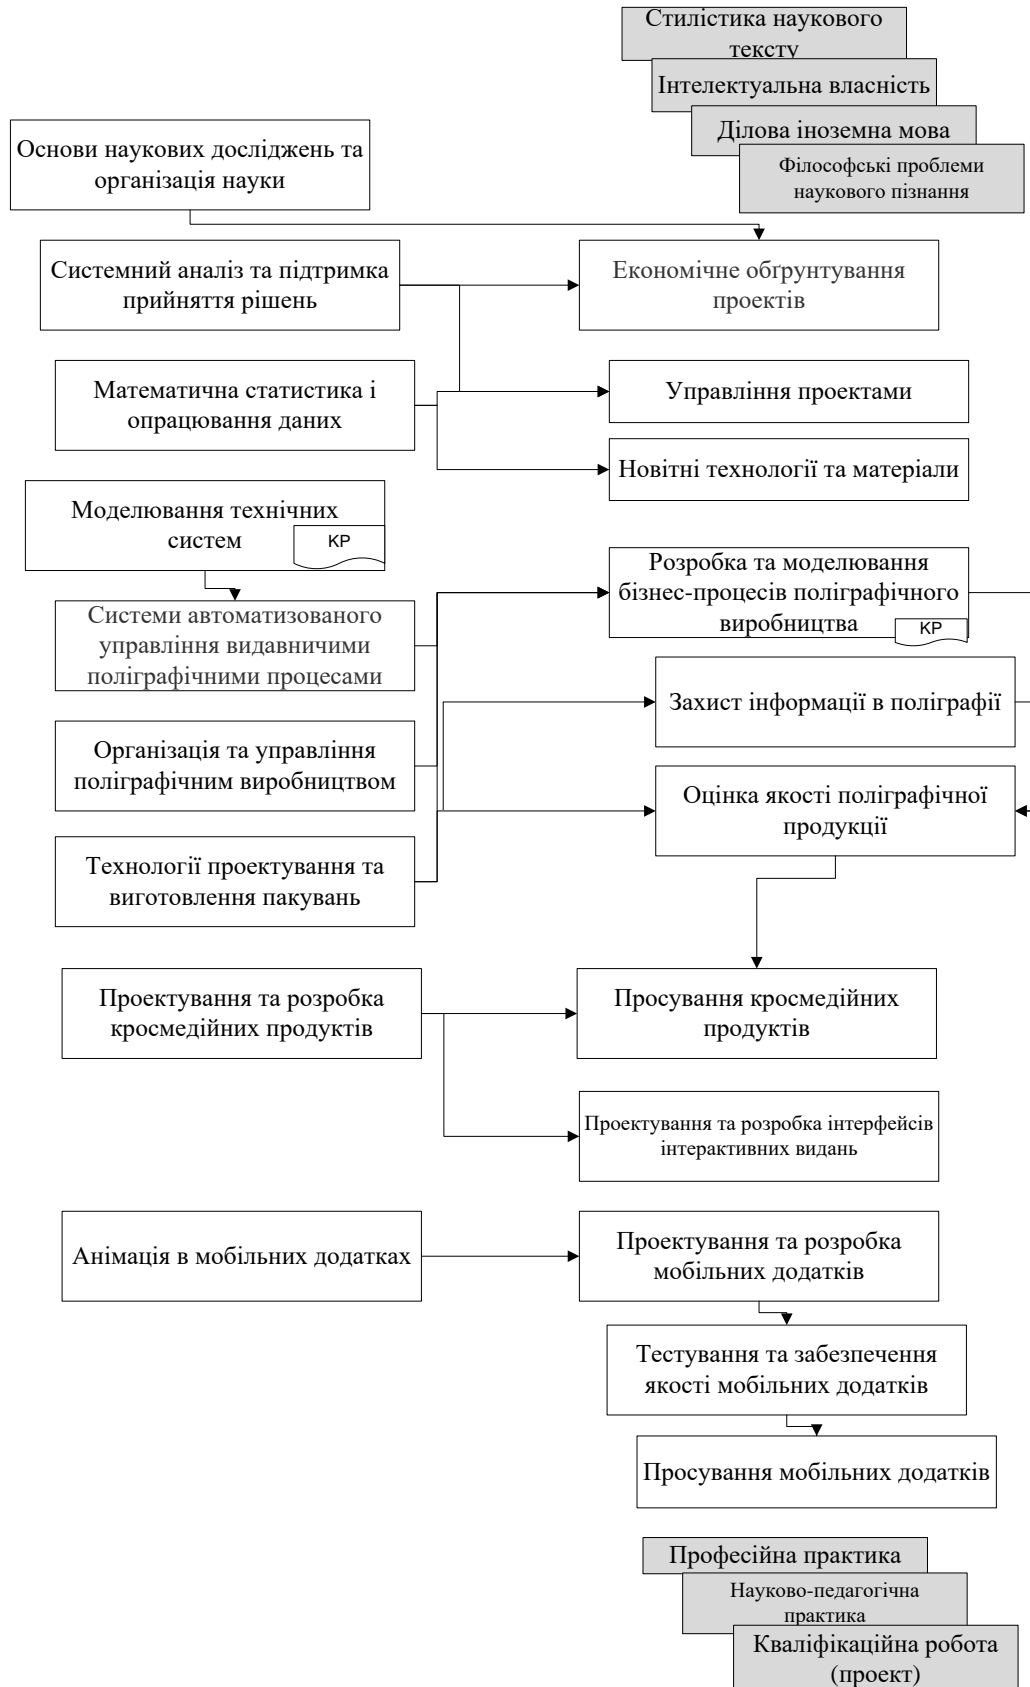 Стилістика наукового
тексту
Інтелектуальна власність
Ділова іноземна мова
Філософські проблеми
наукового пізнання
Основи наукових досліджень та
організація науки
Системний аналіз та підтримка
прийняття рішень
Економічне обґрунтування
проектів
Математична статистика і
опрацювання даних
Управління проектами
Новітні технології та матеріали
Моделювання технічних
систем
КР
Розробка та моделювання
бізнес-процесів поліграфічного
виробництва
КР
Системи автоматизованого
управління видавничими
поліграфічними процесами
Захист інформації в поліграфії
Організація та управління
поліграфічним виробництвом
Оцінка якості поліграфічної
продукції
Технології проектування та
виготовлення пакувань
Проектування та розробка
кросмедійних продуктів
Просування кросмедійних
продуктів
Проектування та розробка інтерфейсів
інтерактивних видань
Анімація в мобільних додатках
Проектування та розробка
мобільних додатків
Тестування та забезпечення
якості мобільних додатків
Просування мобільних додатків
Професійна практика
Науково-педагогічна
практика
Кваліфікаційна робота
(проект)